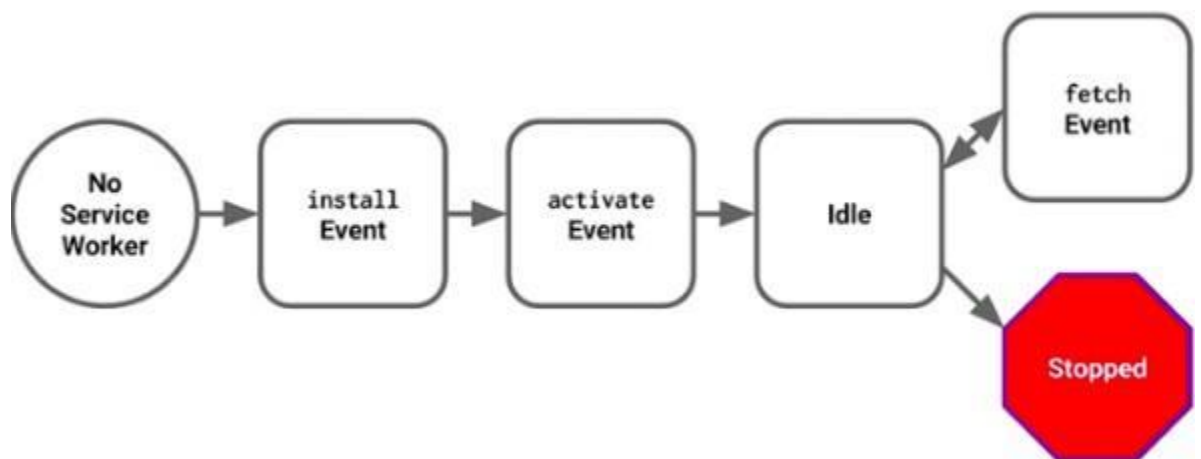 No
Service
Worker
install
Event
activate
Event
Idle
fetch
Event
Stopped